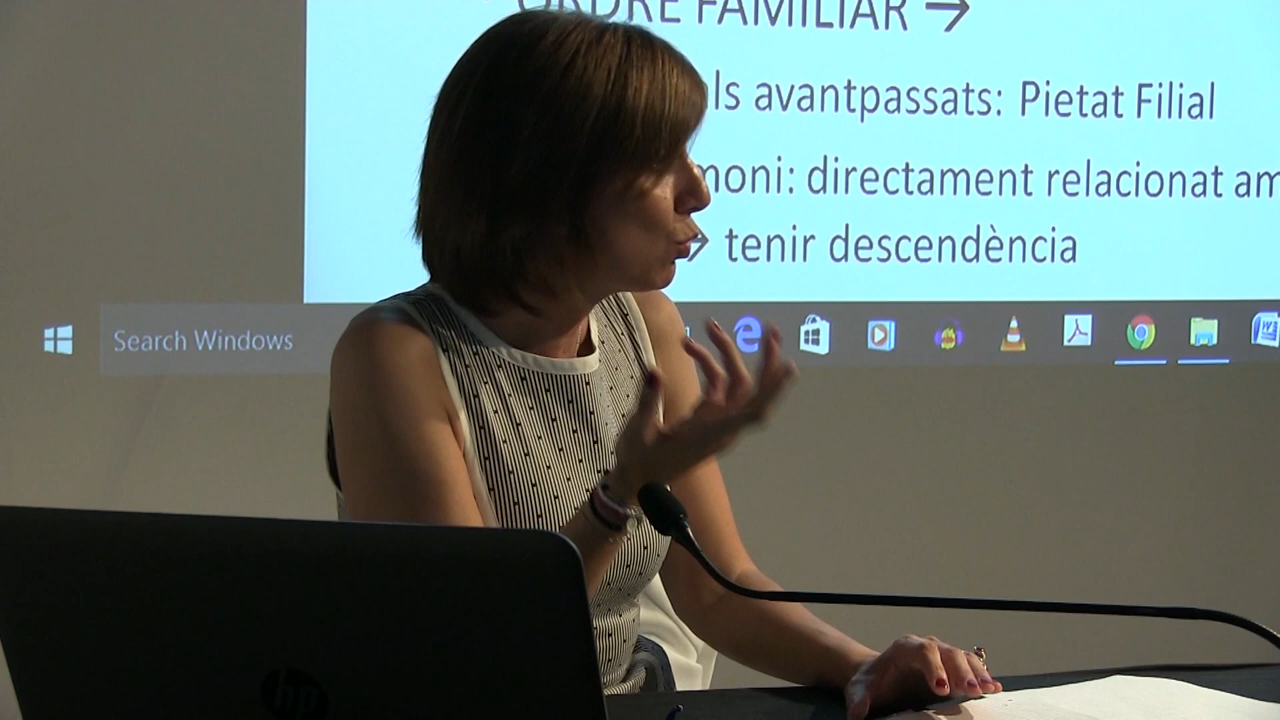 ORDRE FAMILIAR →
ls avantpassats: Pietat Filial
moni: directament relacionat am
→ tenir descendència
Search Windows
hp